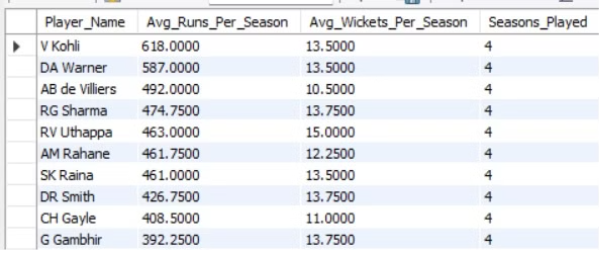 Player_Name Avg_Runs_Per_Season Avg_Wickets_Per_Season Seasons_Played
V Kohli 618.0000 13.5000 4
DA Warner 587.0000 13.5000 4
AB de Villiers 492.0000 10.5000 4
RG Sharma 474.7500 13.7500 4
RV Uthappa 463.0000 15.0000 4
AM Rahane 461.7500 12.2500 4
SK Raina 461.0000 13.5000 4
DR Smith 426.7500 13.7500 4
CH Gayle 408.5000 11.0000 4
G Gambhir 392.2500 13.7500 4